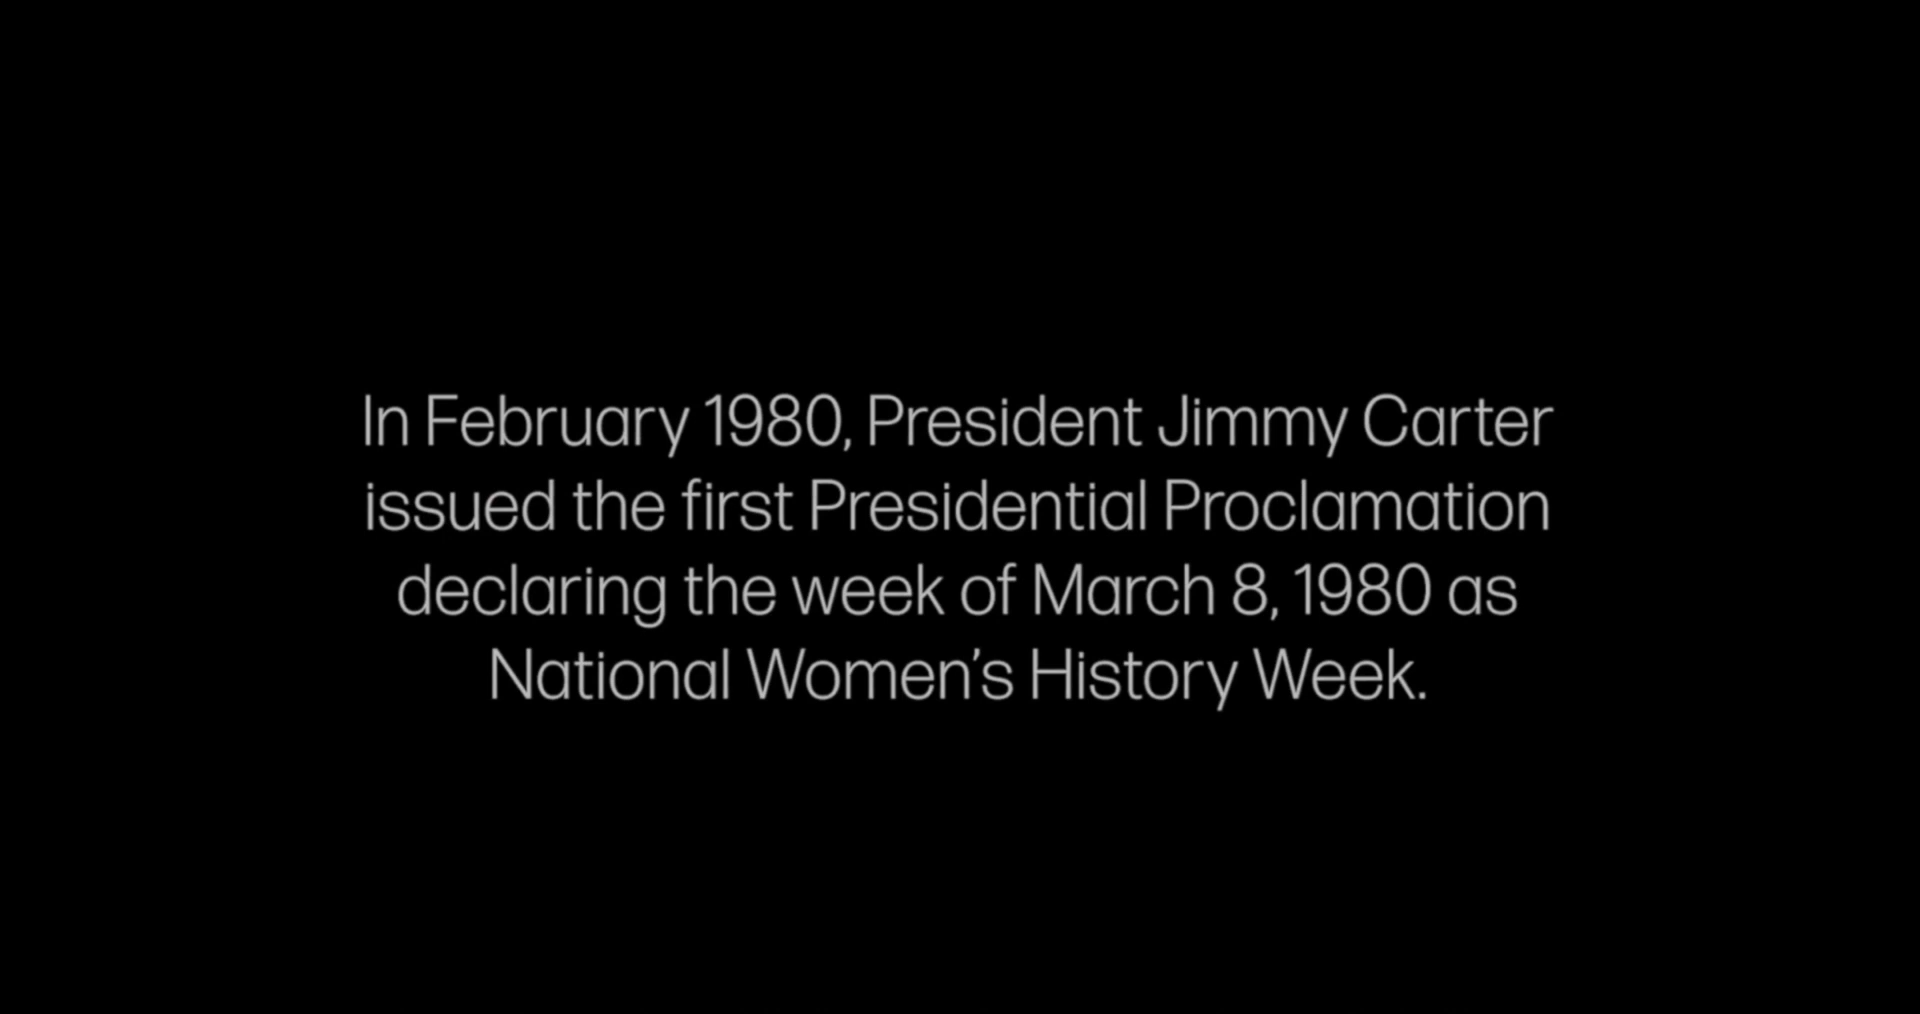 In February 1980, President Jimmy Carter
issued the first Presidential Proclamation
declaring the week of March 8, 1980 as
National Women’s History Week.